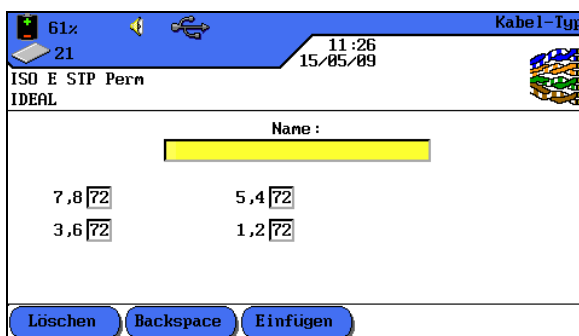 61% Kabel-Typ
21 11:26
15/05/09
ISO E STP Perm
IDEAL
Name:
7,8 72 5,4 72
3,6 72 1,2 72
Löschen Backspace Einfügen